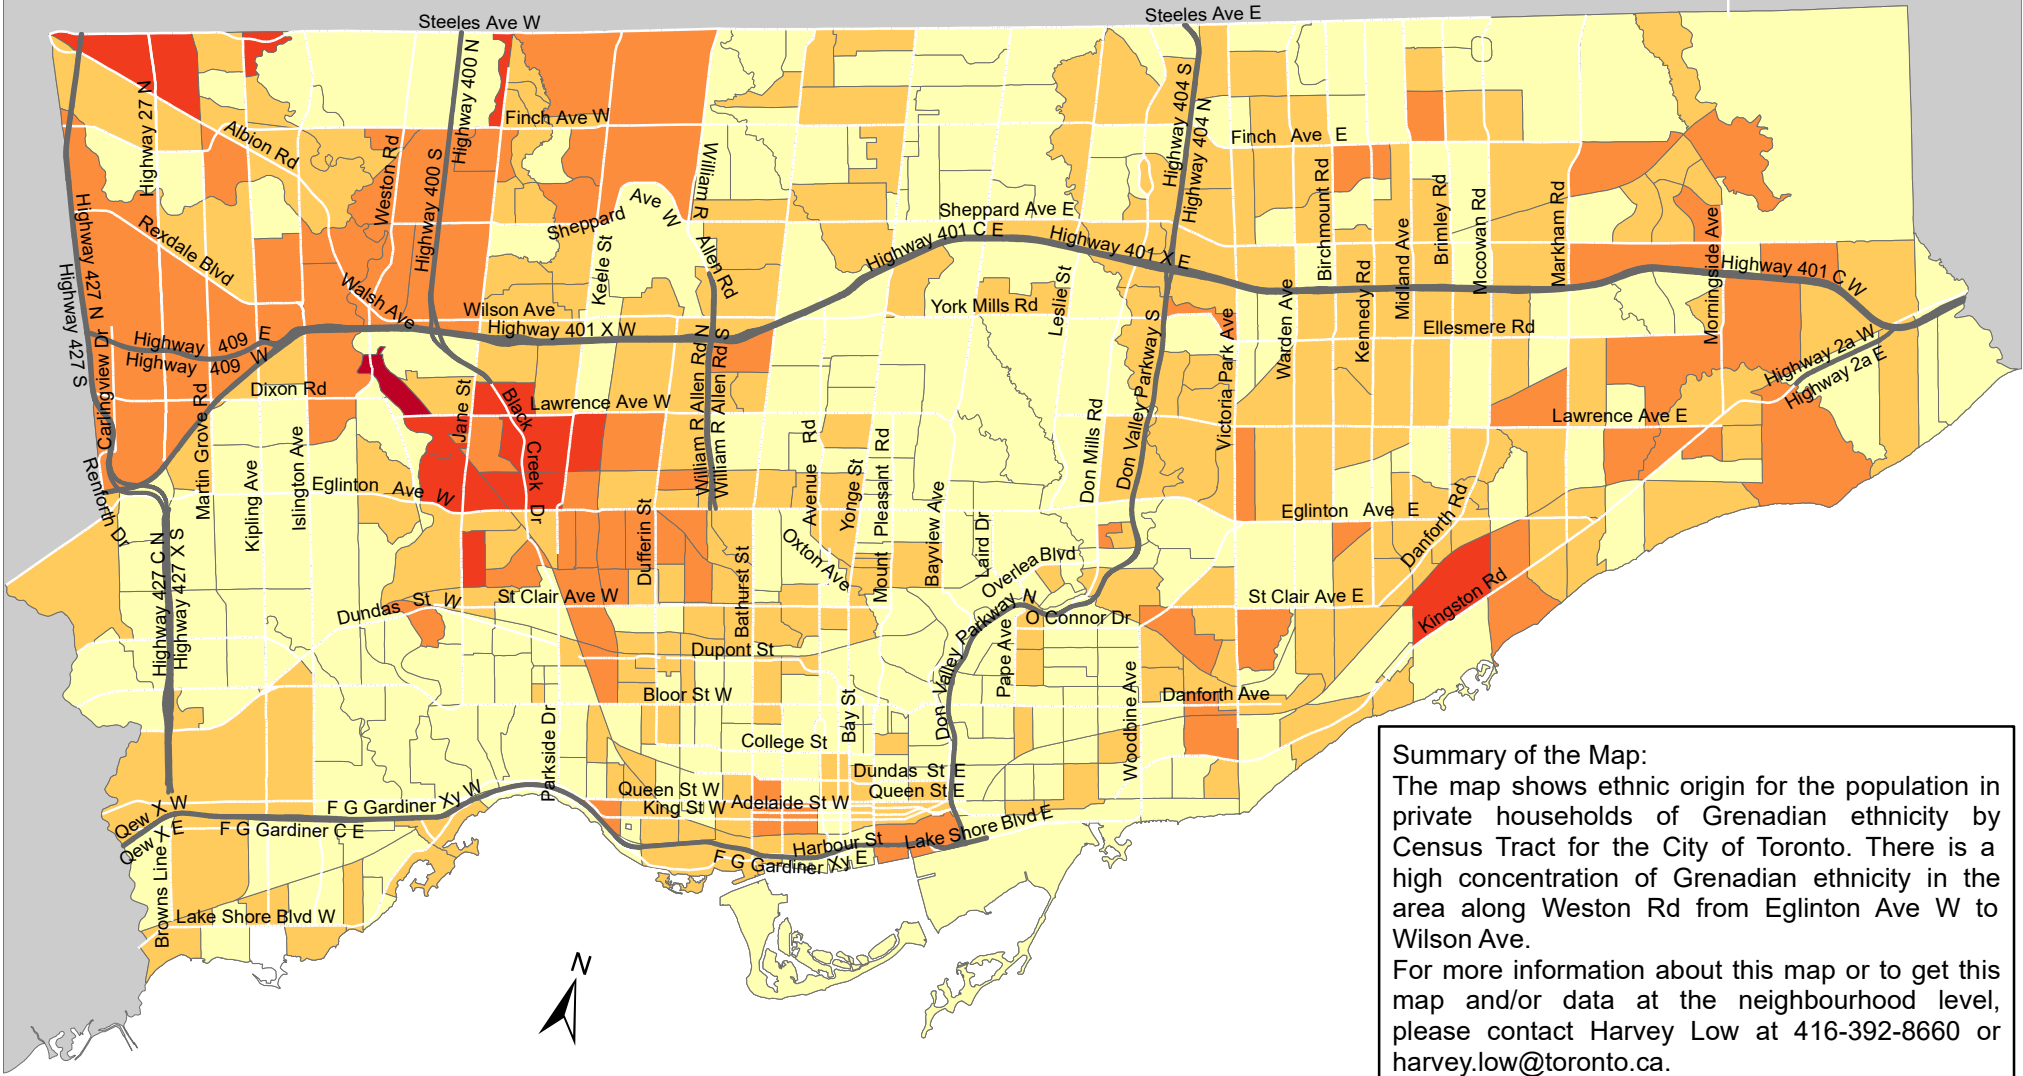 Steeles Ave W
Steeles Ave E
Highway 400 N
Highway 404 S
Highway 404 N
Highway 27 N
Finch Ave W
Finch Ave E
Albion Rd
Weston Rd
Highway 400 S
William R
Allen Rd
Sheppard Ave W
Sheppard Ave E
Keele St
Highway 427 N
Highway 427 S
Rexdale Blvd
Walsh Ave
Wilson Ave
Highway 401 X W
Highway 401 C E
Highway 401 X E
Highway 401 C W
York Mills Rd
Leslie St
Birchmount Rd
Brimley Rd
Mccowan Rd
Markham Rd
Midland Ave
Kennedy Rd
Warden Ave
Morningside Ave
Ellesmere Rd
Highway 2a W
Highway 2a E
Highway 409 E
Highway 409 W
Carlingview Dr
Dixon Rd
Martin Grove Rd
Jane St
Black Creek Dr
Lawrence Ave W
Lawrence Ave E
William R Allen Rd N
William R Allen Rd S
Don Valley Parkway S
Victoria Park Ave
Don Mills Rd
Renforth Dr
Kipling Ave
Islington Ave
Eglinton Ave W
Eglinton Ave E
Dufferin St
Avenue Rd
Yonge St
Mount Pleasant Rd
Bayview Ave
Laird Dr
Oxton Ave
Overlea Blvd
Danforth Rd
Highway 427 C N
Highway 427 X S
Dundas St W
St Clair Ave W
St Clair Ave E
Bathurst St
Kingston Rd
O Connor Dr
Don Valley Parkway N
Pape Ave
Dupont St
Bloor St W
Danforth Ave
Woodbine Ave
Parkside Dr
Bay St
College St
Dundas St E
Queen St W
Queen St E
King St W
Adelaide St W
Qew X W
Qew X E
F G Gardiner Xy W
F G Gardiner C E
Harbour St
Lake Shore Blvd E
F G Gardiner Xy E
Browns Line
Lake Shore Blvd W
N
Summary of the Map:
The map shows ethnic origin for the population in
private households of Grenadian ethnicity by
Census Tract for the City of Toronto. There is a
high concentration of Grenadian ethnicity in the
area along Weston Rd from Eglinton Ave W to
Wilson Ave.
For more information about this map or to get this
map and/or data at the neighbourhood level,
please contact Harvey Low at 416-392-8660 or
harvey.low@toronto.ca.